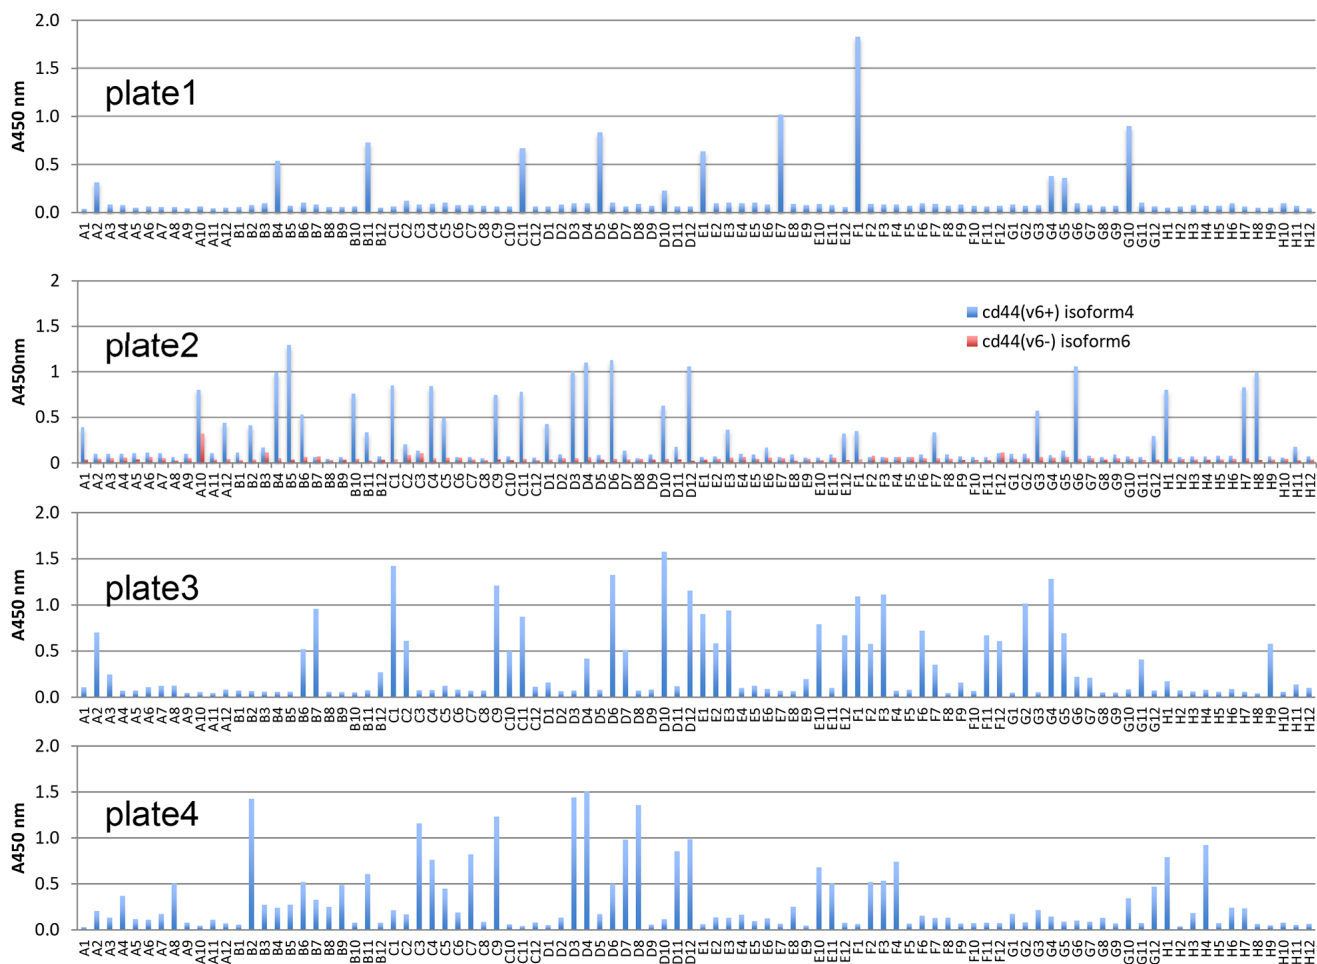 2.0
1.5
1.0
0.5
0.0
A450 nm
plate1
A1 A2 A3 A4 A5 A6 A7 A8 A9 A10 A11 A12 B1 B2 B3 B4 B5 B6 B7 B8 B9 B10 B11 B12 C1 C2 C3 C4 C5 C6 C7 C8 C9 C10 C11 C12 D1 D2 D3 D4 D5 D6 D7 D8 D9 D10 D11 D12 E1 E2 E3 E4 E5 E6 E7 E8 E9 E10 E11 E12 F1 F2 F3 F4 F5 F6 F7 F8 F9 F10 F11 F12 G1 G2 G3 G4 G5 G6 G7 G8 G9 G10 G11 G12 H1 H2 H3 H4 H5 H6 H7 H8 H9 H10 H11 H12
2
1.5
1
0.5
0
A450nm
plate2
cd44(v6+) isoform4
cd44(v6-) isoform6
A1 A2 A3 A4 A5 A6 A7 A8 A9 A10 A11 A12 B1 B2 B3 B4 B5 B6 B7 B8 B9 B10 B11 B12 C1 C2 C3 C4 C5 C6 C7 C8 C9 C10 C11 C12 D1 D2 D3 D4 D5 D6 D7 D8 D9 D10 D11 D12 E1 E2 E3 E4 E5 E6 E7 E8 E9 E10 E11 E12 F1 F2 F3 F4 F5 F6 F7 F8 F9 F10 F11 F12 G1 G2 G3 G4 G5 G6 G7 G8 G9 G10 G11 G12 H1 H2 H3 H4 H5 H6 H7 H8 H9 H10 H11 H12
2.0
1.5
1.0
0.5
0.0
A450 nm
plate3
A1 A2 A3 A4 A5 A6 A7 A8 A9 A10 A11 A12 B1 B2 B3 B4 B5 B6 B7 B8 B9 B10 B11 B12 C1 C2 C3 C4 C5 C6 C7 C8 C9 C10 C11 C12 D1 D2 D3 D4 D5 D6 D7 D8 D9 D10 D11 D12 E1 E2 E3 E4 E5 E6 E7 E8 E9 E10 E11 E12 F1 F2 F3 F4 F5 F6 F7 F8 F9 F10 F11 F12 G1 G2 G3 G4 G5 G6 G7 G8 G9 G10 G11 G12 H1 H2 H3 H4 H5 H6 H7 H8 H9 H10 H11 H12
2.0
1.5
1.0
0.5
0.0
A450 nm
plate4
A1 A2 A3 A4 A5 A6 A7 A8 A9 A10 A11 A12 B1 B2 B3 B4 B5 B6 B7 B8 B9 B10 B11 B12 C1 C2 C3 C4 C5 C6 C7 C8 C9 C10 C11 C12 D1 D2 D3 D4 D5 D6 D7 D8 D9 D10 D11 D12 E1 E2 E3 E4 E5 E6 E7 E8 E9 E10 E11 E12 F1 F2 F3 F4 F5 F6 F7 F8 F9 F10 F11 F12 G1 G2 G3 G4 G5 G6 G7 G8 G9 G10 G11 G12 H1 H2 H3 H4 H5 H6 H7 H8 H9 H10 H11 H12